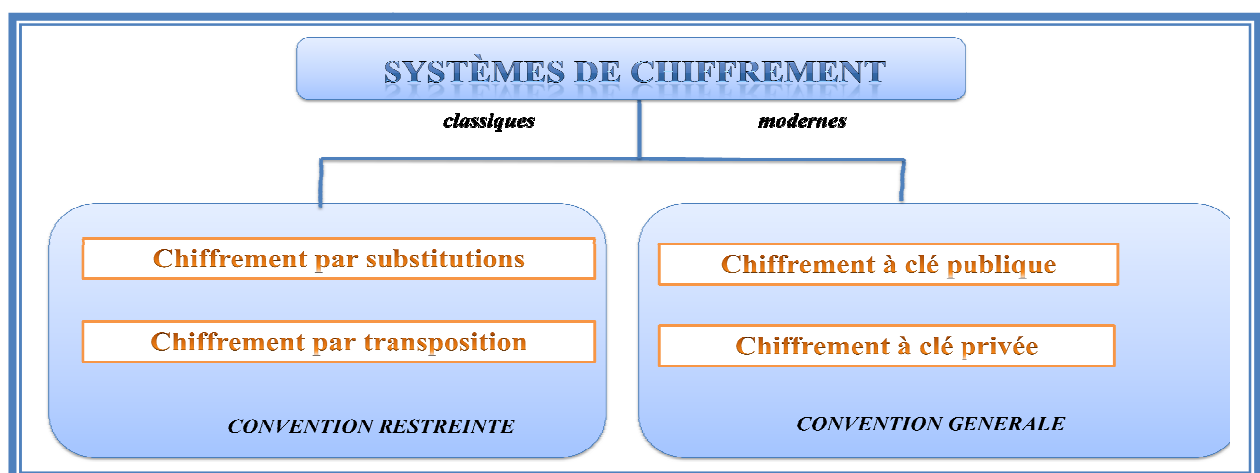 SYSTÈMES DE CHIFFREMENT
classiques
modernes
Chiffrement par substitutions
Chiffrement par transposition
CONVENTION RESTREINTE
Chiffrement à clé publique
Chiffrement à clé privée
CONVENTION GENERALE